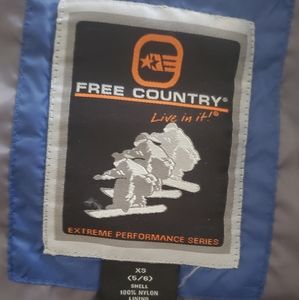 FREE COUNTRY®
Live in it!®
EXTREME PERFORMANCE SERIES
XS
(5/6)
SHELL
100% NYLON
LINING